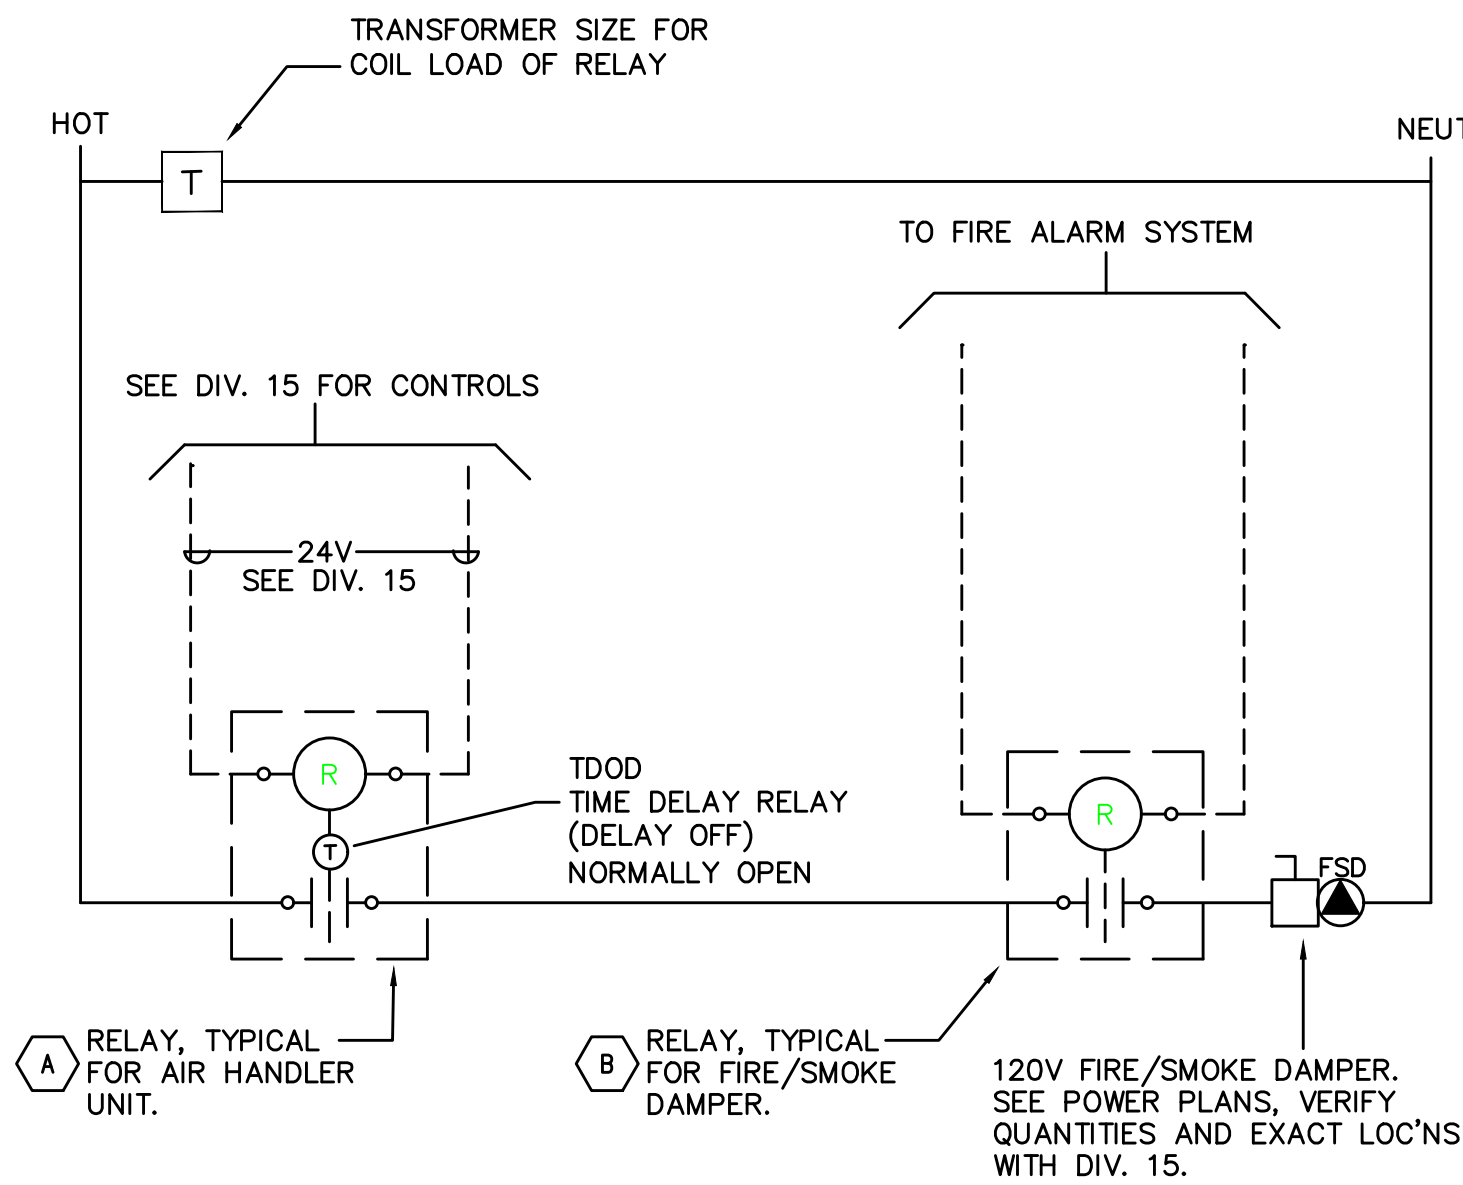 TRANSFORMER SIZE FOR
COIL LOAD OF RELAY
HOT
NEUT
T
TO FIRE ALARM SYSTEM
SEE DIV. 15 FOR CONTROLS
24V
SEE DIV. 15
R
TDOD
TIME DELAY RELAY
(DELAY OFF)
NORMALLY OPEN
T
R
FSD
A
RELAY, TYPICAL
FOR AIR HANDLER
UNIT.
B
RELAY, TYPICAL
FOR FIRE/SMOKE
DAMPER.
120V FIRE/SMOKE DAMPER.
SEE POWER PLANS, VERIFY
QUANTITIES AND EXACT LOC'NS
WITH DIV. 15.